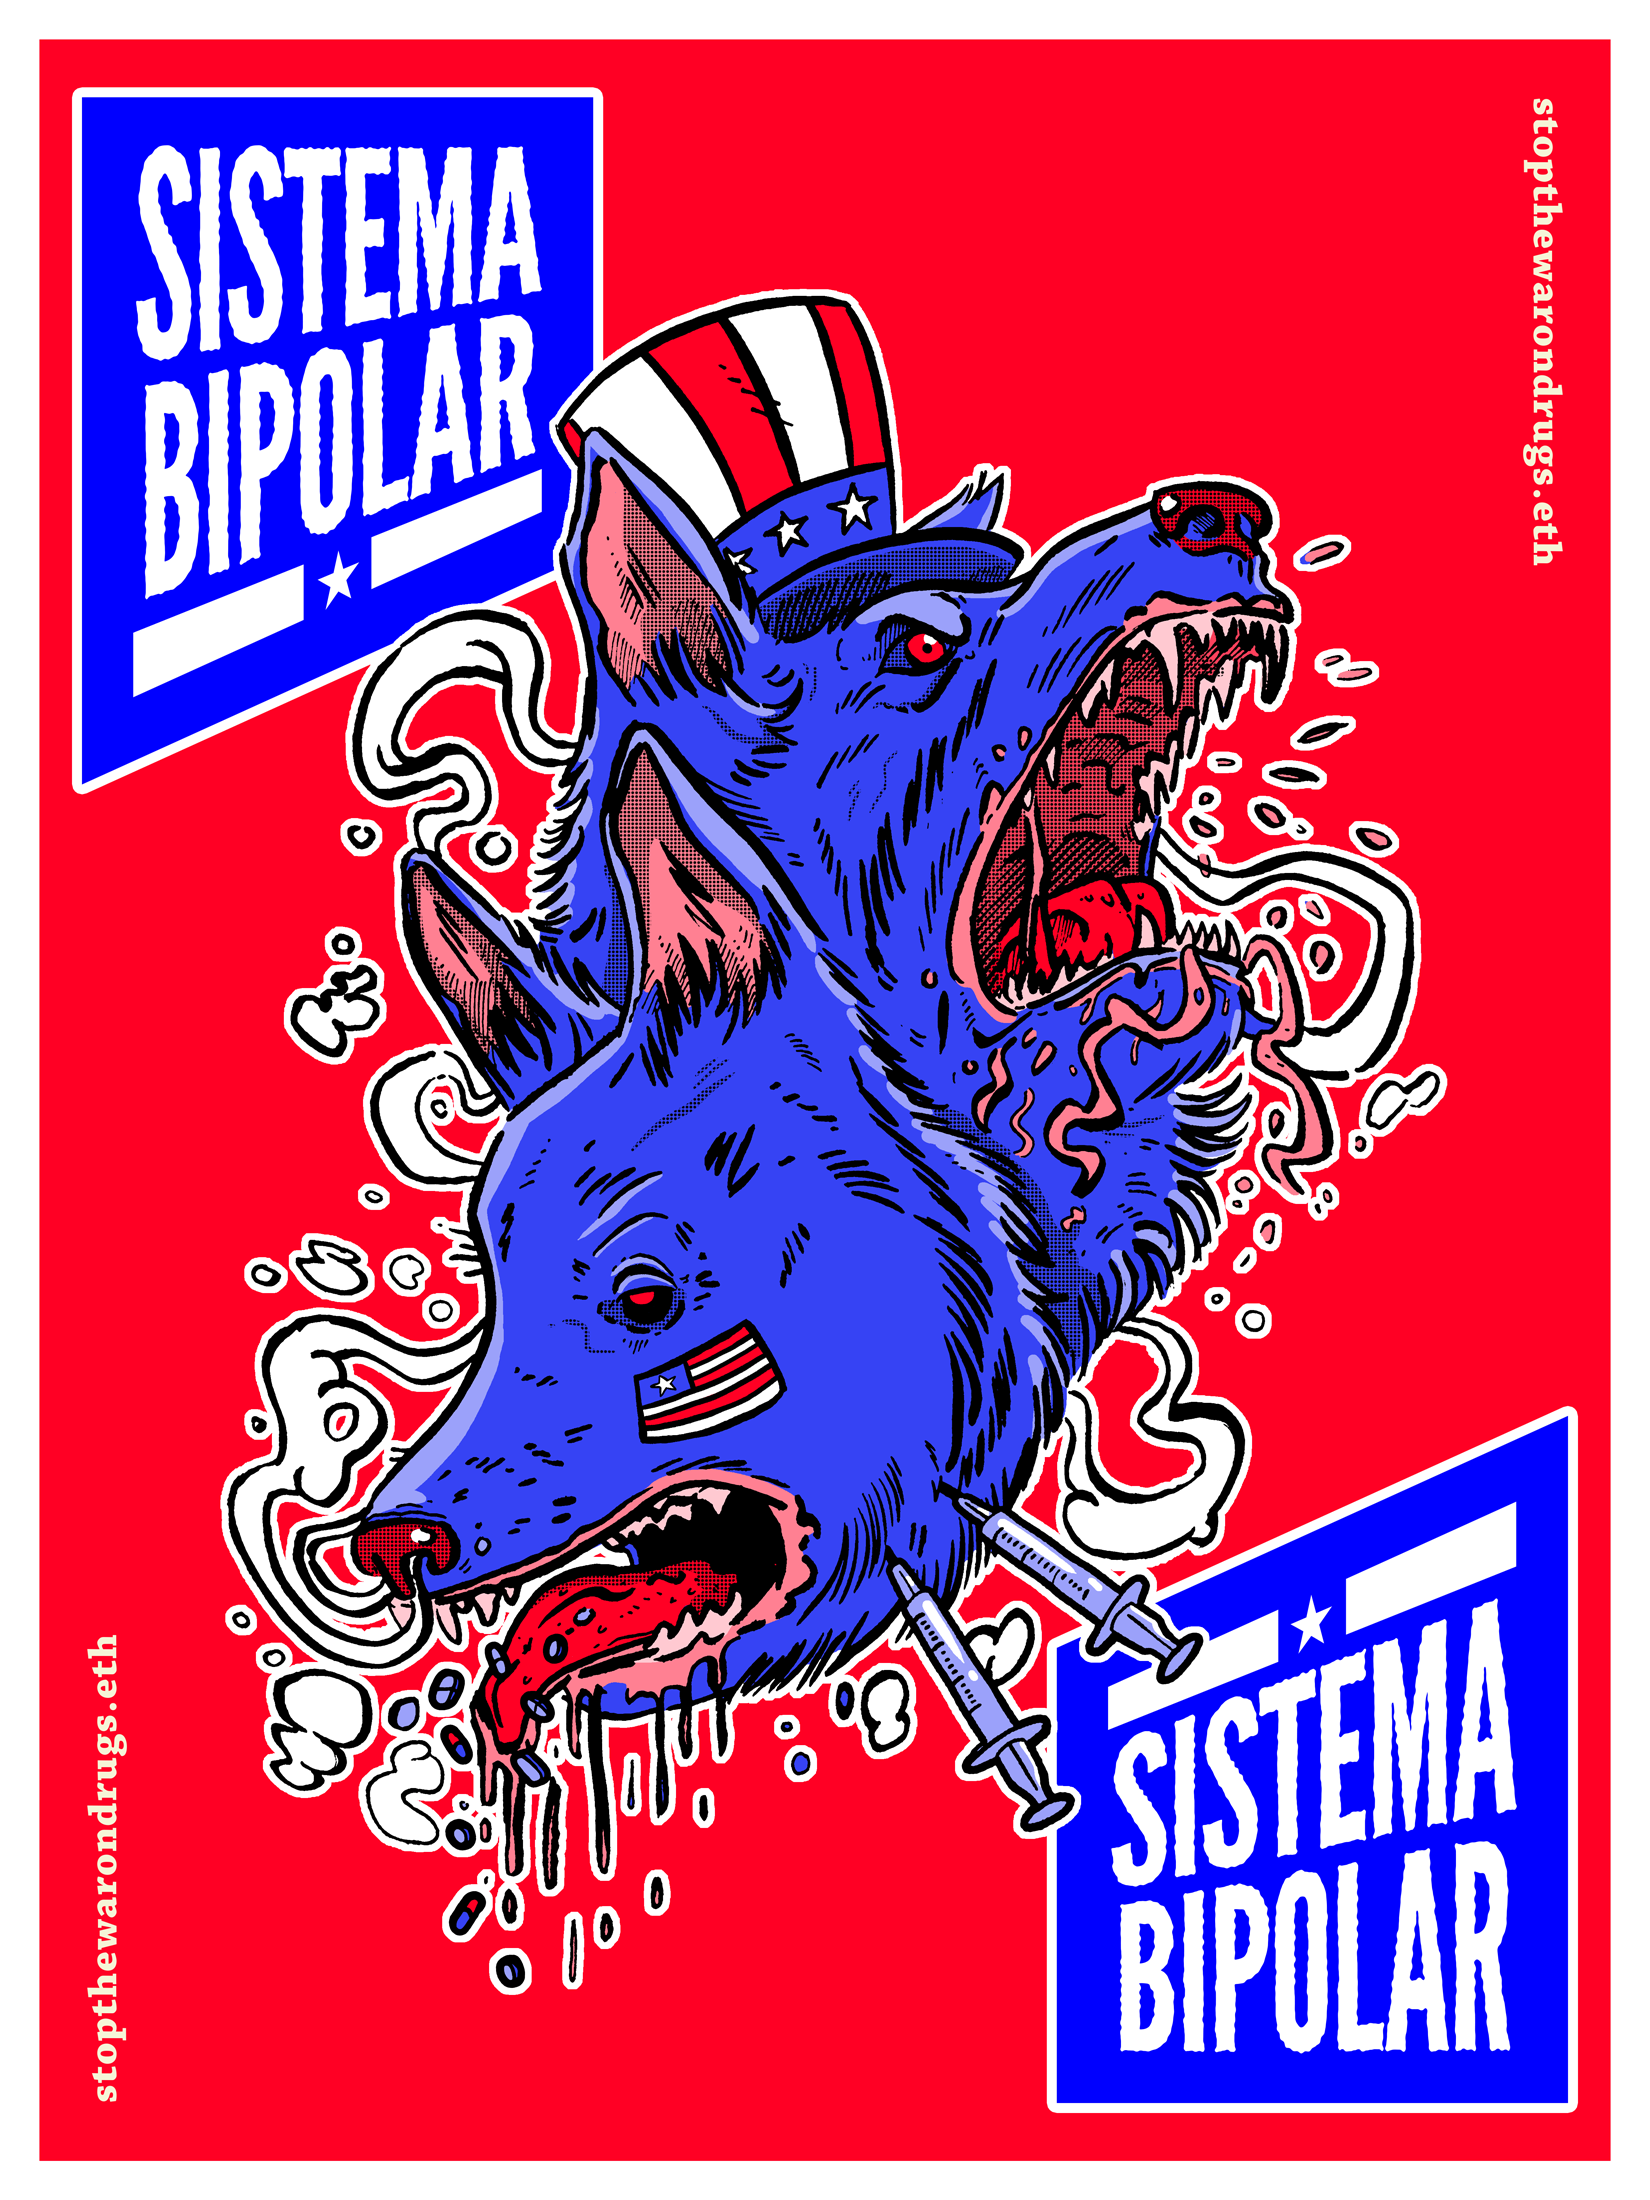 SISTEMA
BIPOLAR
stopthewarondrugs.eth
stopthewarondrugs.eth
SISTEMA
BIPOLAR